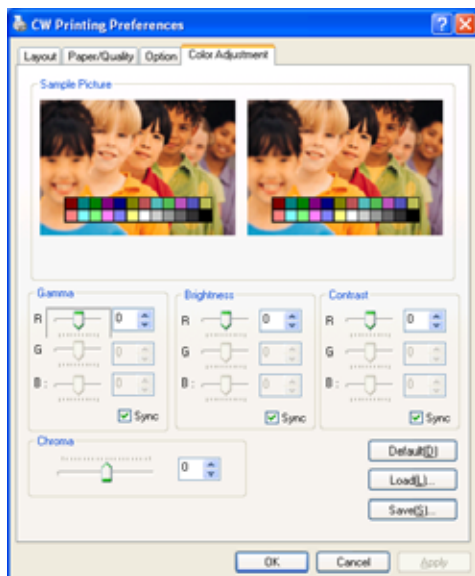 CW Printing Preferences
Layout Paper/Quality Option Color Adjustment
Sample Picture
Gamma Brightness Contrast
R 0 R 0 R 0
G 0 G 0 G 0
B : 0 B : 0 B : 0
Sync Sync Sync
Chroma
0
Default(D)
Load(L)...
Save(S)...
OK Cancel Apply